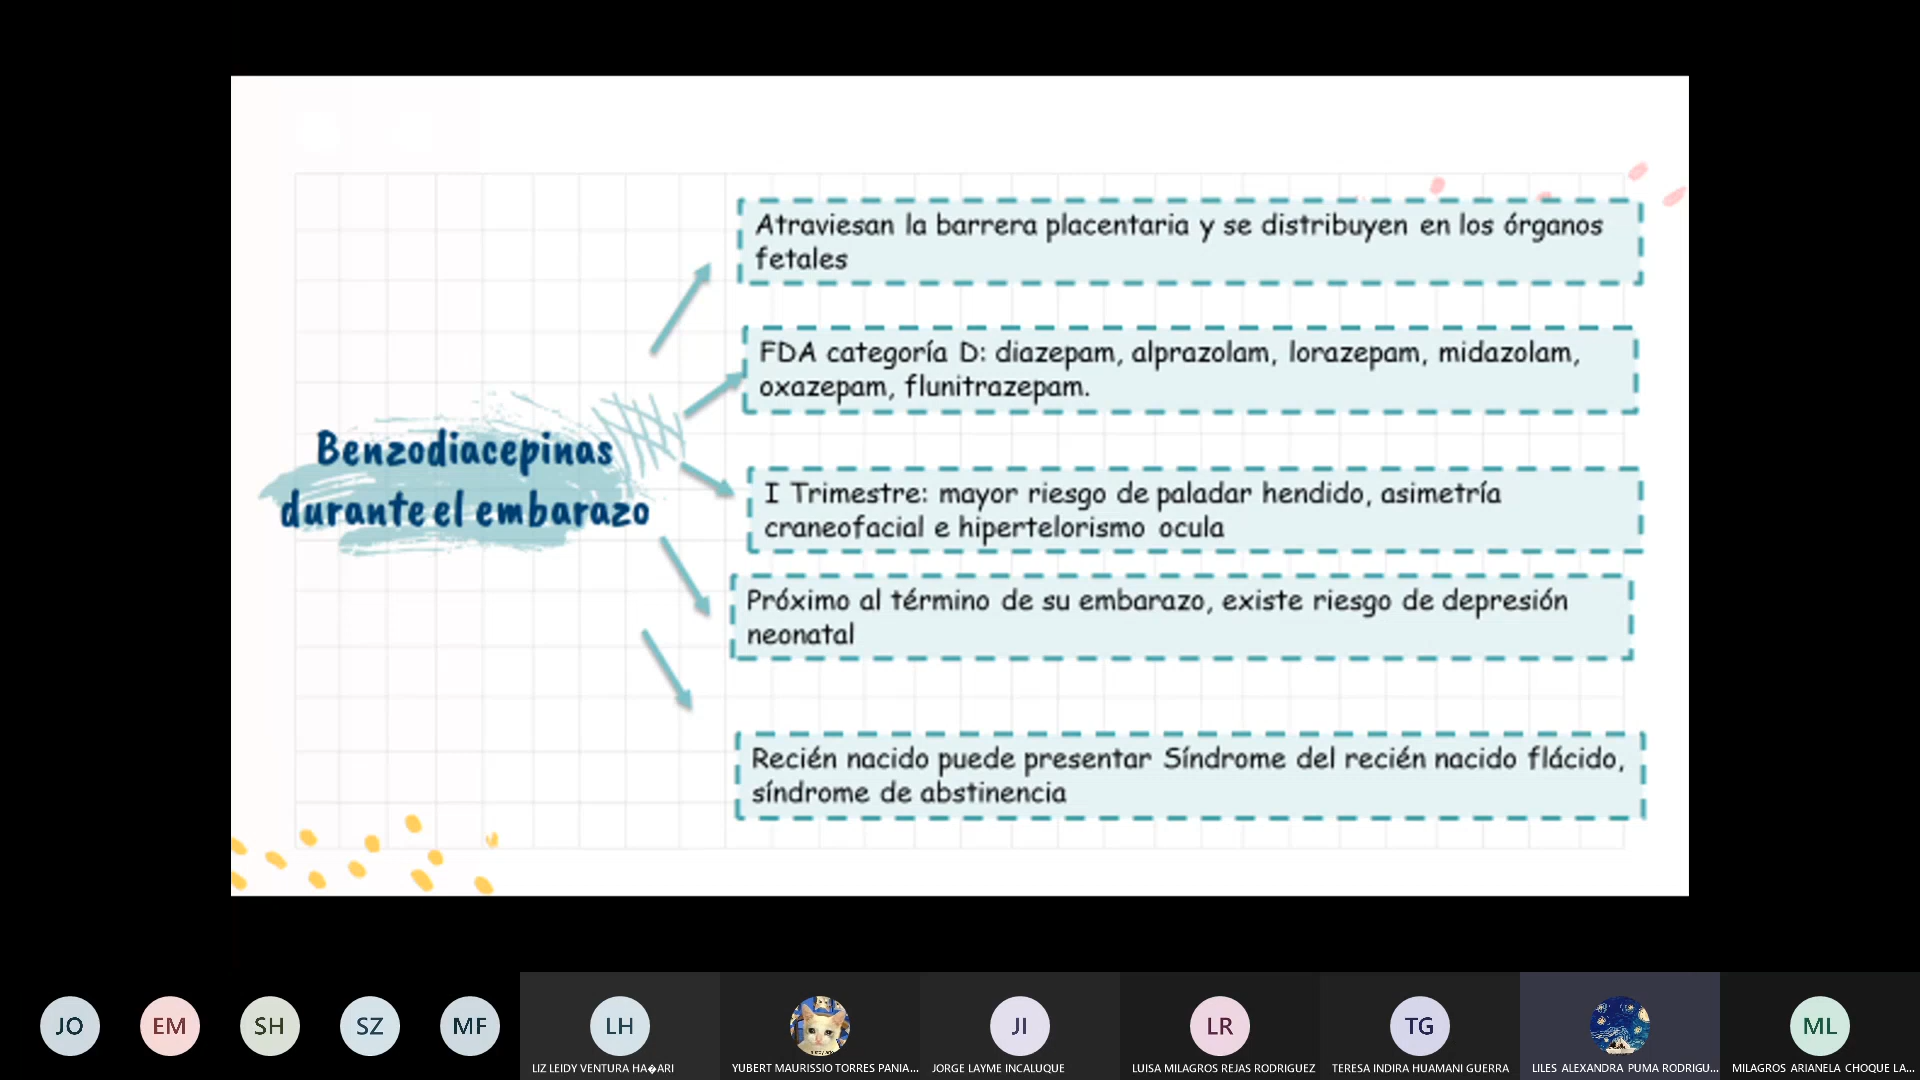 Benzodiacepinas
durante el embarazo
Atraviesan la barrera placentaria y se distribuyen en los órganos
fetales
FDA categoría D: diazepam, alprazolam, lorazepam, midazolam,
oxazepam, flunitrazepam.
I Trimestre: mayor riesgo de paladar hendido, asimetría
craneofacial e hipertelorismo ocula
Próximo al término de su embarazo, existe riesgo de depresión
neonatal
Recién nacido puede presentar Síndrome del recién nacido flácido,
síndrome de abstinencia
JO
EM
SH
SZ
MF
LH
JI
LR
TG
ML
LIZ LEIDY VENTURA HA�ARI
YUBERT MAURISSIO TORRES PANIA...
JORGE LAYME INCALUQUE
LUISA MILAGROS REJAS RODRIGUEZ
TERESA INDIRA HUAMANI GUERRA
LILES ALEXANDRA PUMA RODRIGU...
MILAGROS ARIANELA CHOQUE LA...